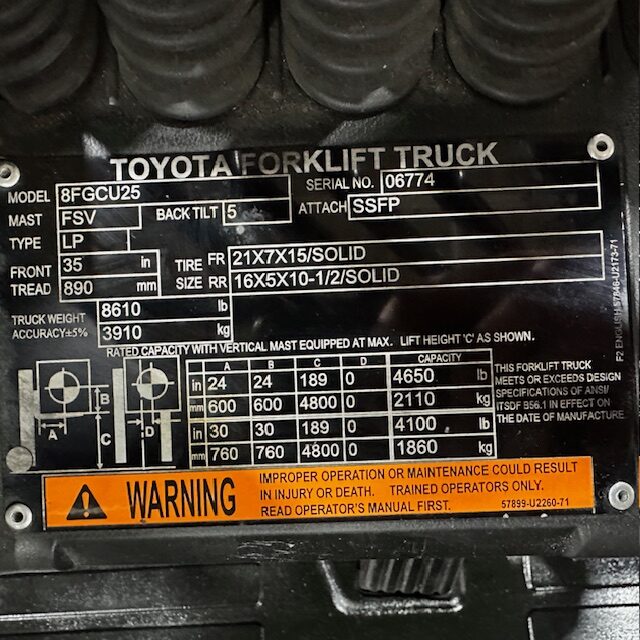 TOYOTA FORKLIFT TRUCK
MODEL 8FGCU25 SERIAL NO. 06774
MAST FSV BACK TILT 5 ATTACH SSFP
TYPE LP
FRONT TREAD 35 in TIRE SIZE FR 21X7X15/SOLID
890 mm RR 16X5X10-1/2/SOLID
TRUCK WEIGHT 8610 lb
ACCURACY±5% 3910 kg
RATED CAPACITY WITH VERTICAL MAST EQUIPPED AT MAX. LIFT HEIGHT 'C' AS SHOWN.
A B C D CAPACITY
in 24 24 189 0 4650 lb
mm 600 600 4800 0 2110 kg
in 30 30 189 0 4100 lb
mm 760 760 4800 0 1860 kg
A B C D
THIS FORKLIFT TRUCK
MEETS OR EXCEEDS DESIGN
SPECIFICATIONS OF ANSI/
ITSDF B56.1 IN EFFECT ON
THE DATE OF MANUFACTURE
F2 ENGLISH 57546-U2173-71
WARNING
IMPROPER OPERATION OR MAINTENANCE COULD RESULT
IN INJURY OR DEATH. TRAINED OPERATORS ONLY.
READ OPERATOR'S MANUAL FIRST. 57899-U2260-71